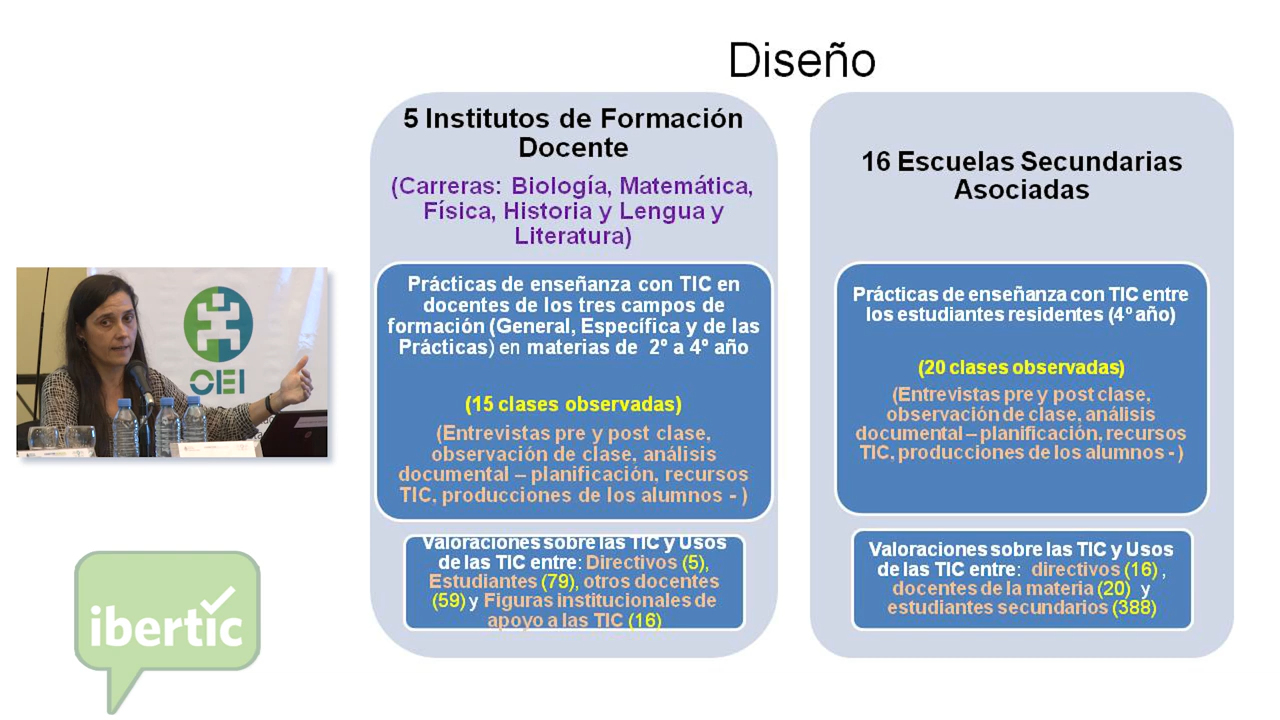 Diseño
5 Institutos de Formación
Docente
(Carreras: Biología, Matemática,
Física, Historia y Lengua y
Literatura)
Prácticas de enseñanza con TIC en
docentes de los tres campos de
formación (General, Específica y de las
Prácticas) en materias de 2º a 4º año
(15 clases observadas)
(Entrevistas pre y post clase,
observación de clase, análisis
documental – planificación, recursos
TIC, producciones de los alumnos - )
Valoraciones sobre las TIC y Usos
de las TIC entre: Directivos (5),
Estudiantes (79), otros docentes
(59) y Figuras institucionales de
apoyo a las TIC (16)
16 Escuelas Secundarias
Asociadas
Prácticas de enseñanza con TIC entre
los estudiantes residentes (4º año)
(20 clases observadas)
(Entrevistas pre y post clase,
observación de clase, análisis
documental – planificación, recursos
TIC, producciones de los alumnos - )
Valoraciones sobre las TIC y Usos
de las TIC entre: directivos (16) ,
docentes de la materia (20) y
estudiantes secundarios (388)
OEI
ibertic